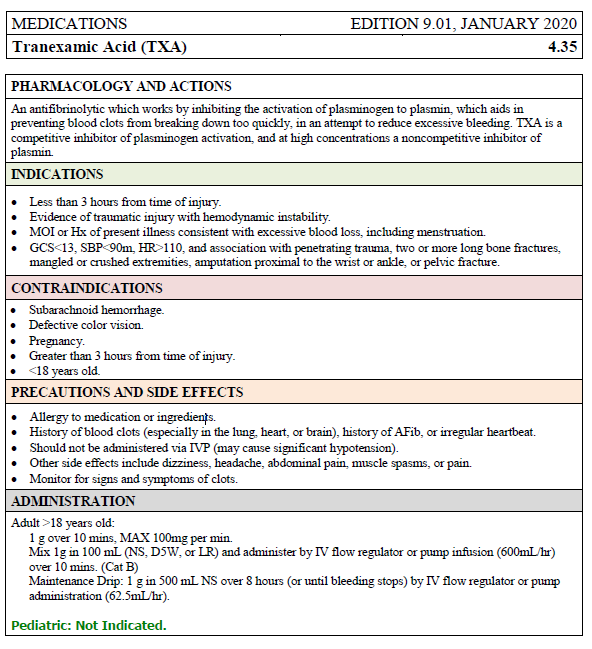 MEDICATIONS EDITION 9.01, JANUARY 2020
Tranexamic Acid (TXA) 4.35
PHARMACOLOGY AND ACTIONS
An antifibrinolytic which works by inhibiting the activation of plasminogen to plasmin, which aids in
preventing blood clots from breaking down too quickly, in an attempt to reduce excessive bleeding. TXA is a
competitive inhibitor of plasminogen activation, and at high concentrations a noncompetitive inhibitor of
plasmin.
INDICATIONS
• Less than 3 hours from time of injury.
• Evidence of traumatic injury with hemodynamic instability.
• MOI or Hx of present illness consistent with excessive blood loss, including menstruation.
• GCS<13, SBP<90m, HR>110, and association with penetrating trauma, two or more long bone fractures,
mangled or crushed extremities, amputation proximal to the wrist or ankle, or pelvic fracture.
CONTRAINDICATIONS
• Subarachnoid hemorrhage.
• Defective color vision.
• Pregnancy.
• Greater than 3 hours from time of injury.
• <18 years old.
PRECAUTIONS AND SIDE EFFECTS
• Allergy to medication or ingredients.
• History of blood clots (especially in the lung, heart, or brain), history of AFib, or irregular heartbeat.
• Should not be administered via IVP (may cause significant hypotension).
• Other side effects include dizziness, headache, abdominal pain, muscle spasms, or pain.
• Monitor for signs and symptoms of clots.
ADMINISTRATION
Adult >18 years old:
1 g over 10 mins, MAX 100mg per min.
Mix 1g in 100 mL (NS, D5W, or LR) and administer by IV flow regulator or pump infusion (600mL/hr)
over 10 mins. (Cat B)
Maintenance Drip: 1 g in 500 mL NS over 8 hours (or until bleeding stops) by IV flow regulator or pump
administration (62.5mL/hr).
Pediatric: Not Indicated.